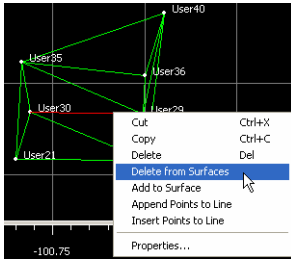 User40
User35
User36
User30
User29
User21
Cut Ctrl+X
Copy Ctrl+C
Delete Del
Delete from Surfaces
Add to Surface
Append Points to Line
Insert Points to Line
Properties...
-100.75